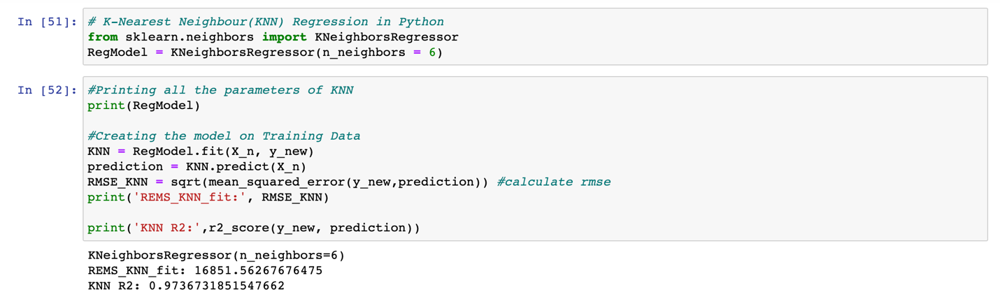 In [51]: # K-Nearest Neighbour(KNN) Regression in Python
from sklearn.neighbors import KNeighborsRegressor
RegModel = KNeighborsRegressor(n_neighbors = 6)
In [52]: #Printing all the parameters of KNN
print(RegModel)
#Creating the model on Training Data
KNN = RegModel.fit(X_n, y_new)
prediction = KNN.predict(X_n)
RMSE_KNN = sqrt(mean_squared_error(y_new,prediction)) #calculate rmse
print('REMS_KNN_fit:', RMSE_KNN)
print('KNN R2:',r2_score(y_new, prediction))
KNeighborsRegressor(n_neighbors=6)
REMS_KNN_fit: 16851.56267676475
KNN R2: 0.9736731851547662